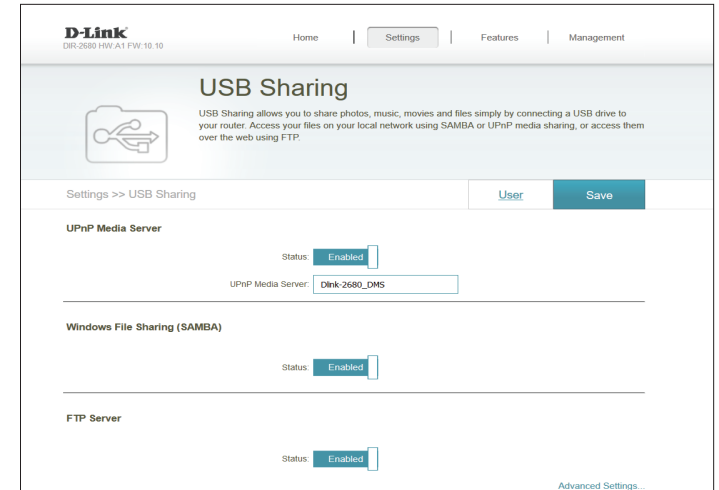 D-Link
DIR-2680 HW:A1 FW:10.10
Home | Settings | Features | Management
USB Sharing
USB Sharing allows you to share photos, music, movies and files simply by connecting a USB drive to
your router. Access your files on your local network using SAMBA or UPnP media sharing, or access them
over the web using FTP.
Settings >> USB Sharing
User
Save
UPnP Media Server
Status: Enabled
UPnP Media Server: Dlink-2680_DMS
Windows File Sharing (SAMBA)
Status: Enabled
FTP Server
Status: Enabled
Advanced Settings...